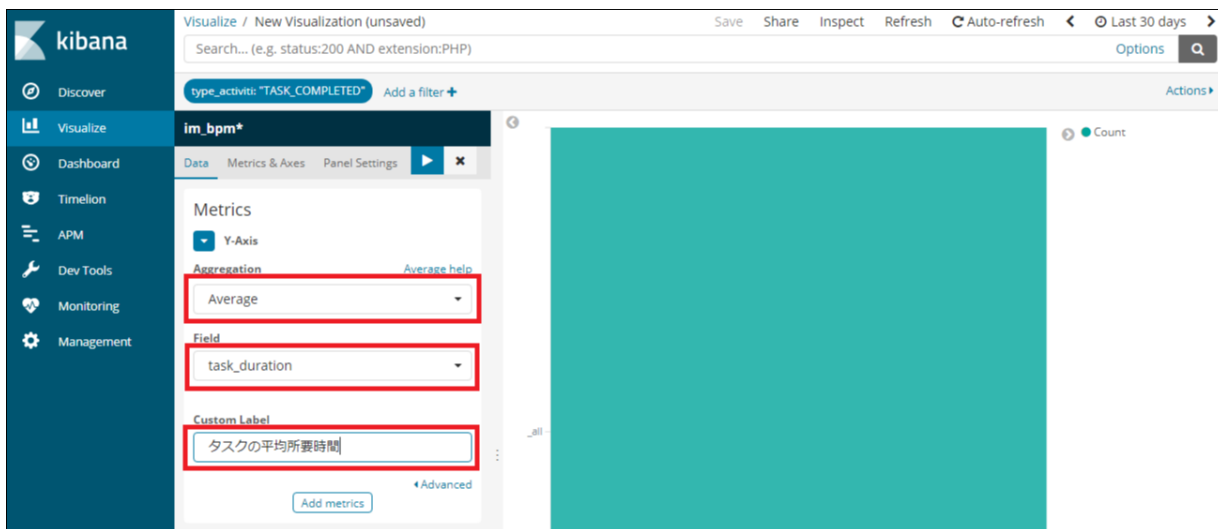 kibana
Discover
Visualize
Dashboard
Timelion
APM
Dev Tools
Monitoring
Management
Visualize / New Visualization (unsaved)
Save Share Inspect Refresh Auto-refresh Last 30 days
Search... (e.g. status:200 AND extension:PHP)
Options
type_activiti: "TASK_COMPLETED" Add a filter +
Actions
im_bpm*
Data Metrics & Axes Panel Settings
Metrics
Y-Axis
Aggregation Average help
Average
Field
task_duration
Custom Label
タスクの平均所要時間
Advanced
Add metrics
_all
Count